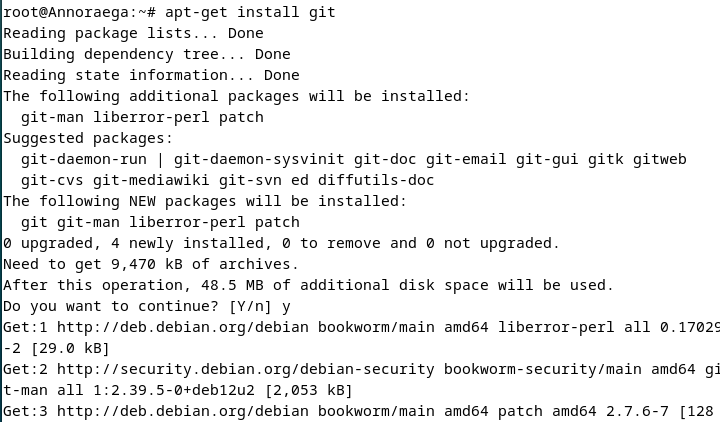 root@Annoraega:~# apt-get install git
Reading package lists... Done
Building dependency tree... Done
Reading state information... Done
The following additional packages will be installed:
  git-man liberror-perl patch
Suggested packages:
  git-daemon-run | git-daemon-sysvinit git-doc git-email git-gui gitk gitweb
  git-cvs git-mediawiki git-svn ed diffutils-doc
The following NEW packages will be installed:
  git git-man liberror-perl patch
0 upgraded, 4 newly installed, 0 to remove and 0 not upgraded.
Need to get 9,470 kB of archives.
After this operation, 48.5 MB of additional disk space will be used.
Do you want to continue? [Y/n] y
Get:1 http://deb.debian.org/debian bookworm/main amd64 liberror-perl all 0.17029
-2 [29.0 kB]
Get:2 http://security.debian.org/debian-security bookworm-security/main amd64 gi
t-man all 1:2.39.5-0+deb12u2 [2,053 kB]
Get:3 http://deb.debian.org/debian bookworm/main amd64 patch amd64 2.7.6-7 [128